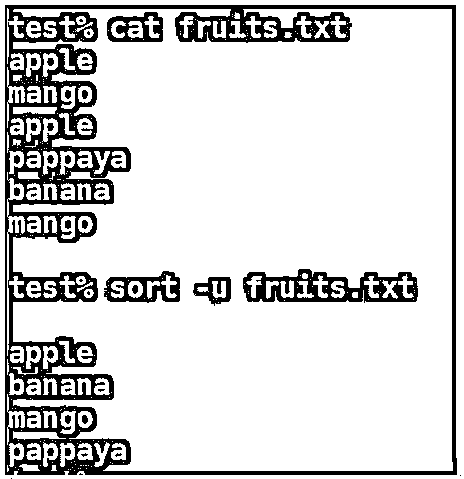 test% cat fruits.txt
apple
mango
apple
pappaya
banana
mango
test% sort -u fruits.txt
apple
banana
mango
pappaya